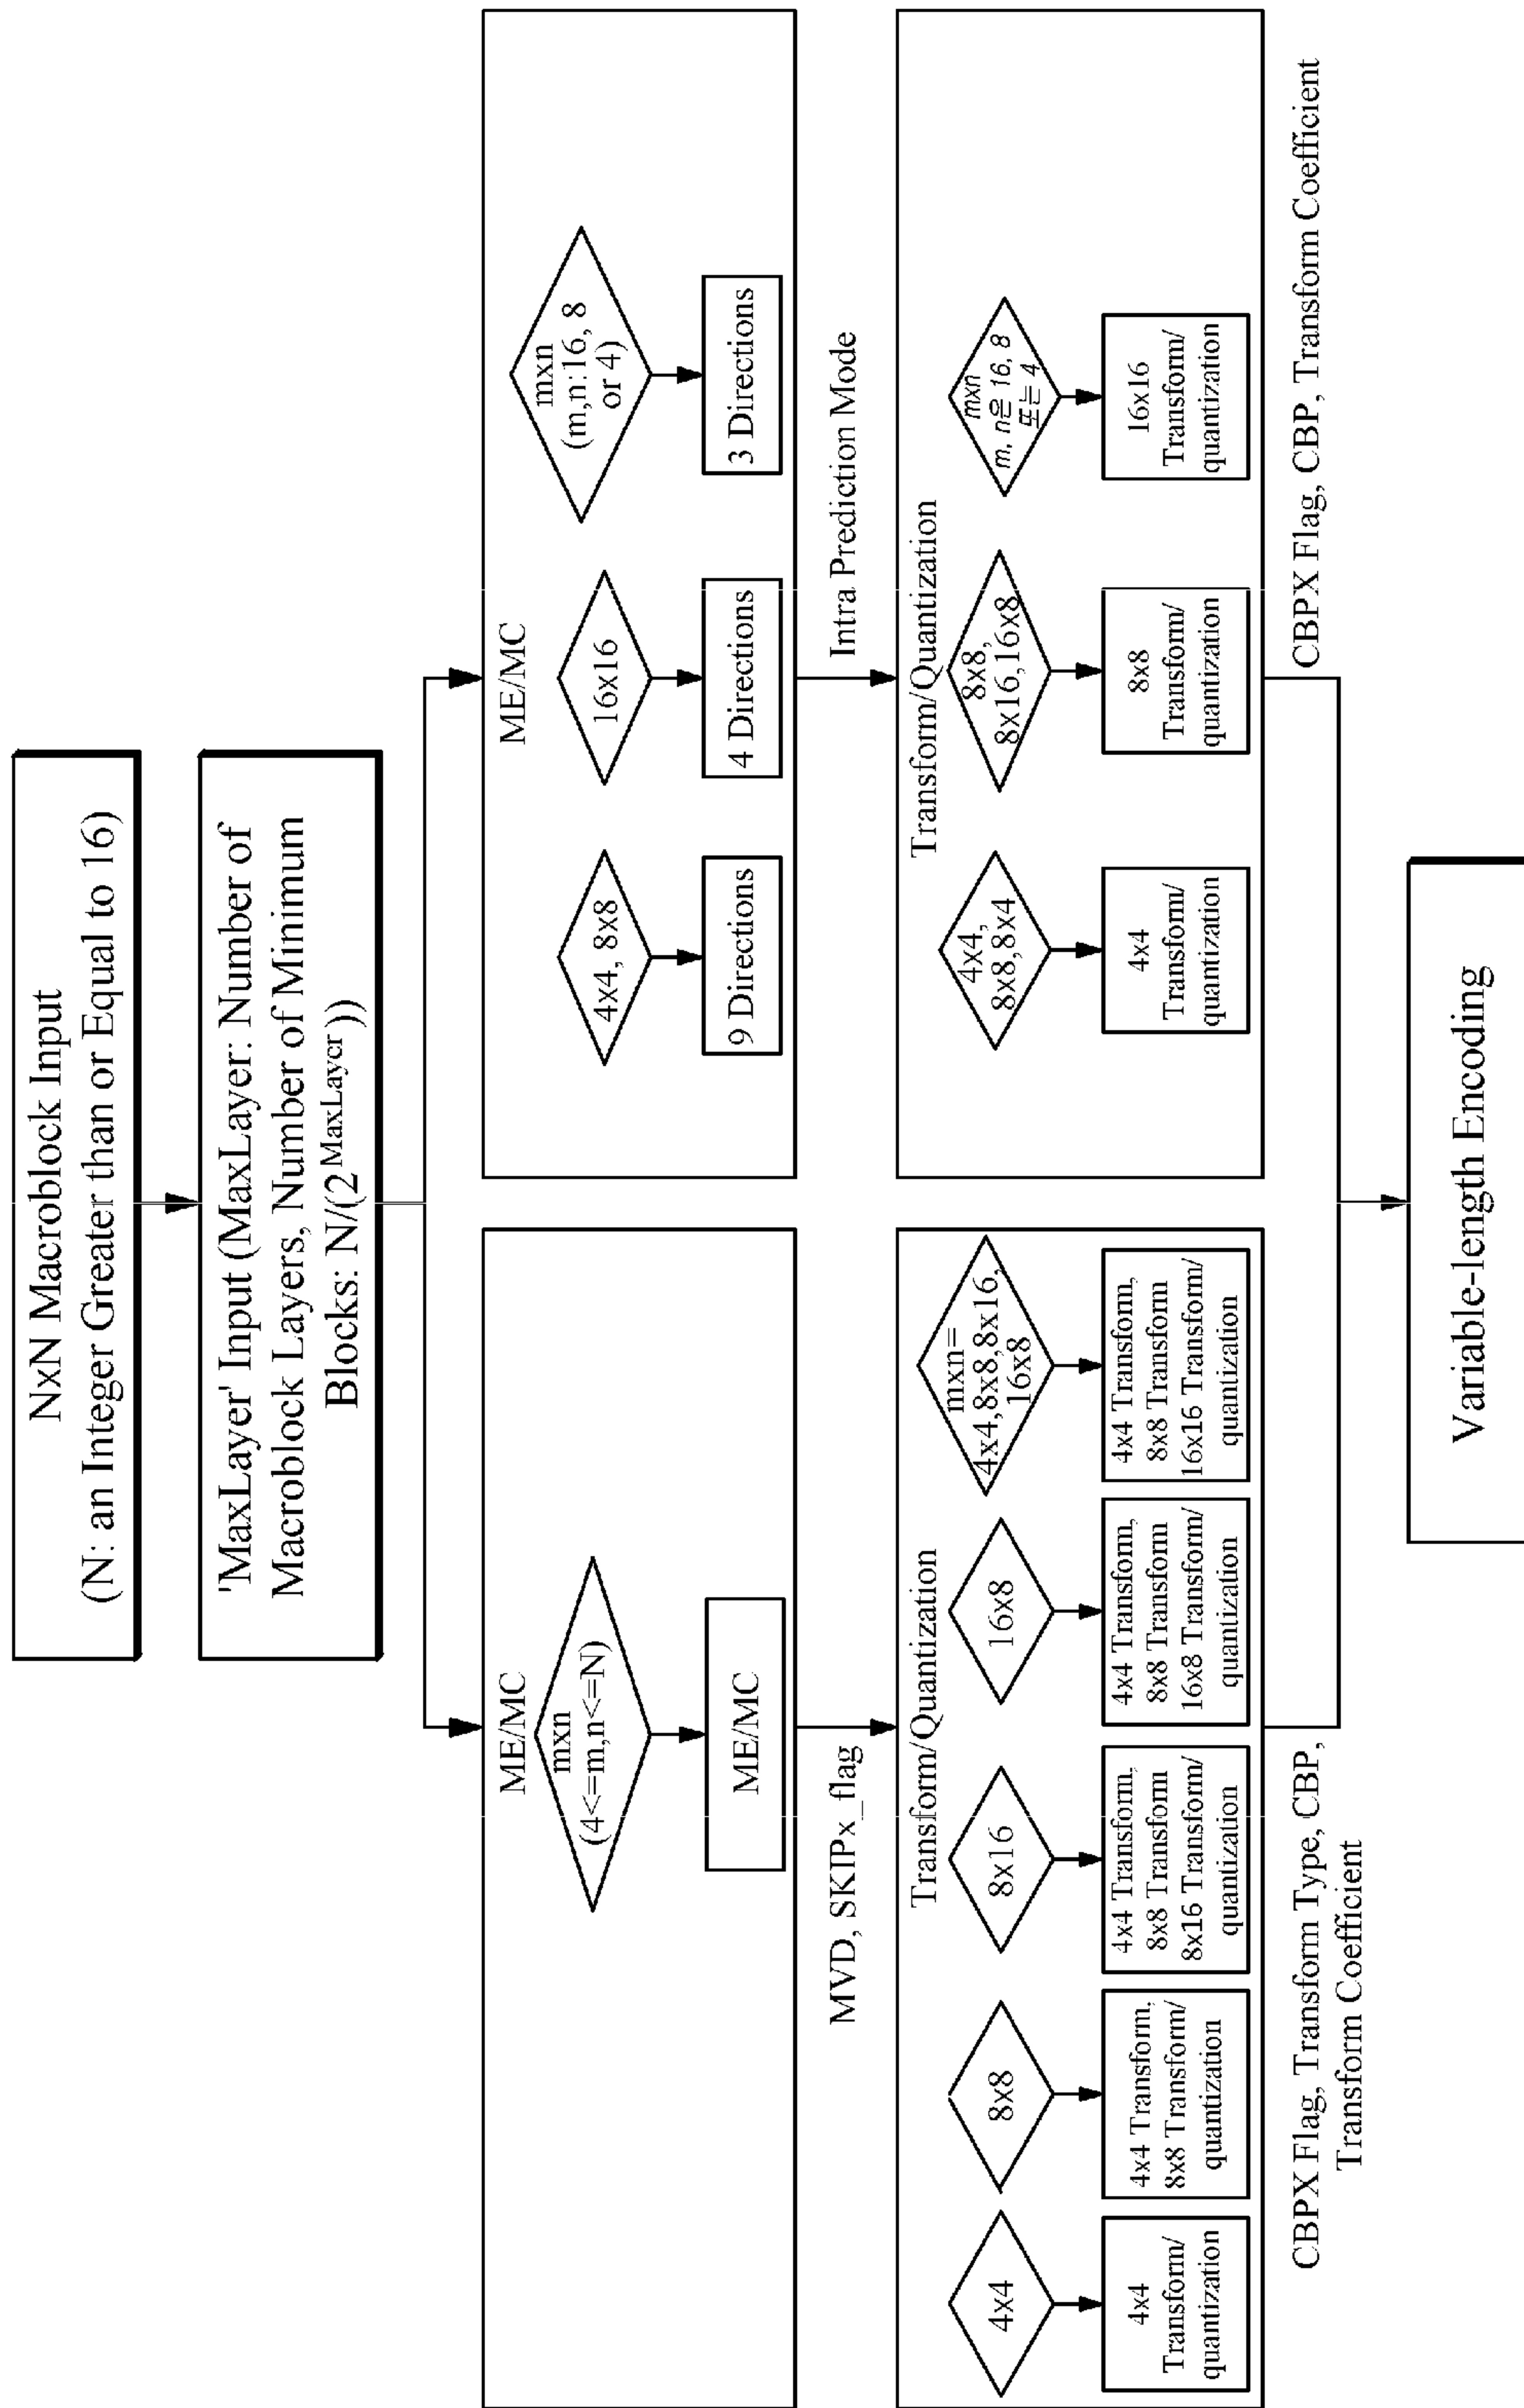 NxN Macroblock Input
(N: an Integer Greater than or Equal to 16)
'MaxLayer' Input (MaxLayer: Number of
Macroblock Layers, Number of Minimum
Blocks: N/(2^MaxLayer))
ME/MC
mxn
(4<=m,n<=N)
ME/MC
MVD, SKIPx_flag
Transform/Quantization
4x4
4x4
Transform/
quantization
8x8
4x4 Transform,
8x8 Transform/
quantization
8x16
4x4 Transform,
8x8 Transform
8x16 Transform/
quantization
16x8
4x4 Transform,
8x8 Transform
16x8 Transform/
quantization
mxn=
4x4,8x8,8x16,
16x8
4x4 Transform,
8x8 Transform
16x16 Transform/
quantization
CBPX Flag, Transform Type, CBP,
Transform Coefficient
ME/MC
4x4, 8x8
9 Directions
16x16
4 Directions
mxn
(m,n:16, 8
or 4)
3 Directions
Intra Prediction Mode
Transform/Quantization
4x4,
8x8,8x4
4x4
Transform/
quantization
8x8,
8x16,16x8
8x8
Transform/
quantization
mxn
m, n은 16, 8
또는 4
16x16
Transform/
quantization
CBPX Flag, CBP, Transform Coefficient
Variable-length Encoding